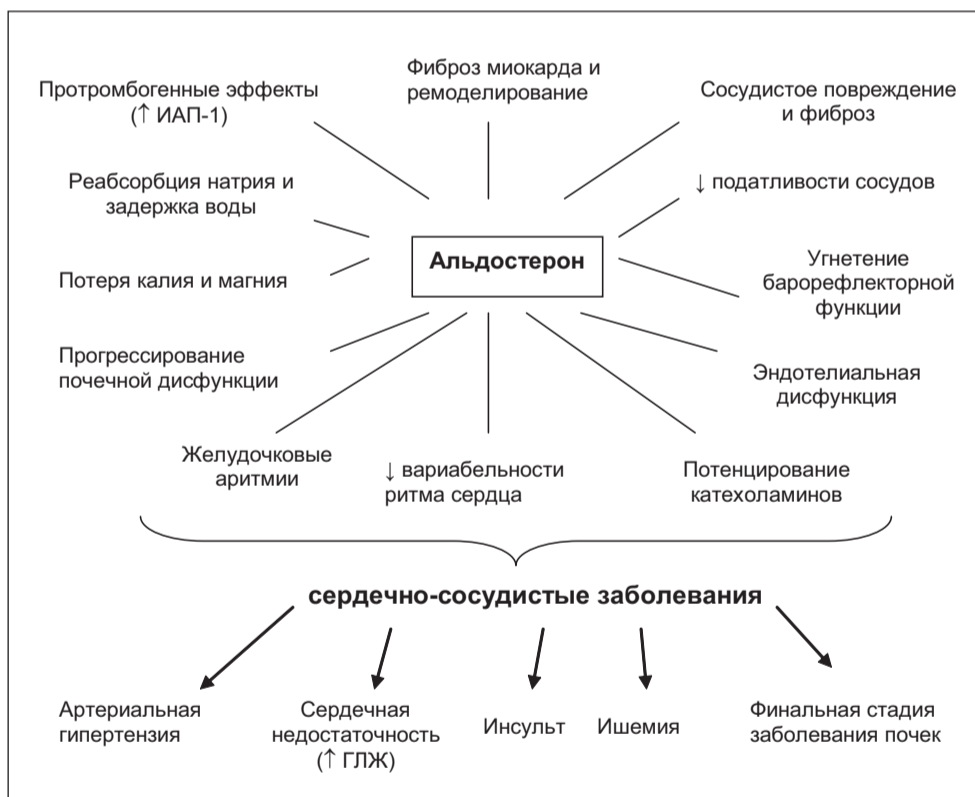 Протромбогенные эффекты
(↑ ИАП-1)
Фиброз миокарда и
ремоделирование
Сосудистое повреждение
и фиброз
Реабсорбция натрия и
задержка воды
↓ податливости сосудов
Альдостерон
Потеря калия и магния
Угнетение
барорефлекторной
функции
Прогрессирование
почечной дисфункции
Эндотелиальная
дисфункция
Желудочковые
аритмии
↓ вариабельности
ритма сердца
Потенцирование
катехоламинов
сердечно-сосудистые заболевания
Артериальная
гипертензия
Сердечная
недостаточность
(↑ ГЛЖ)
Инсульт
Ишемия
Финальная стадия
заболевания почек